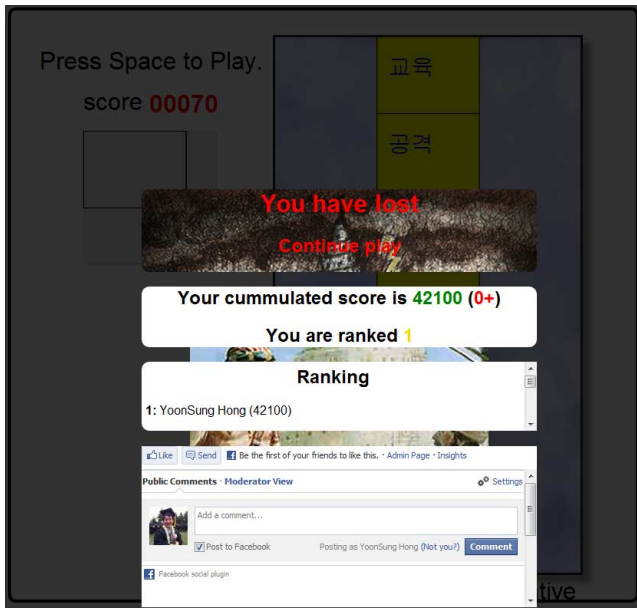 Press Space to Play.
score 00070
교육
공격
You have lost
Continue play
Your cummulated score is 42100 (0+)
You are ranked 1
Ranking
1: YoonSung Hong (42100)
Like Send Be the first of your friends to like this. · Admin Page · Insights
Public Comments · Moderator View Settings
Add a comment...
Post to Facebook Posting as YoonSung Hong (Not you?) Comment
Facebook social plugin
tive